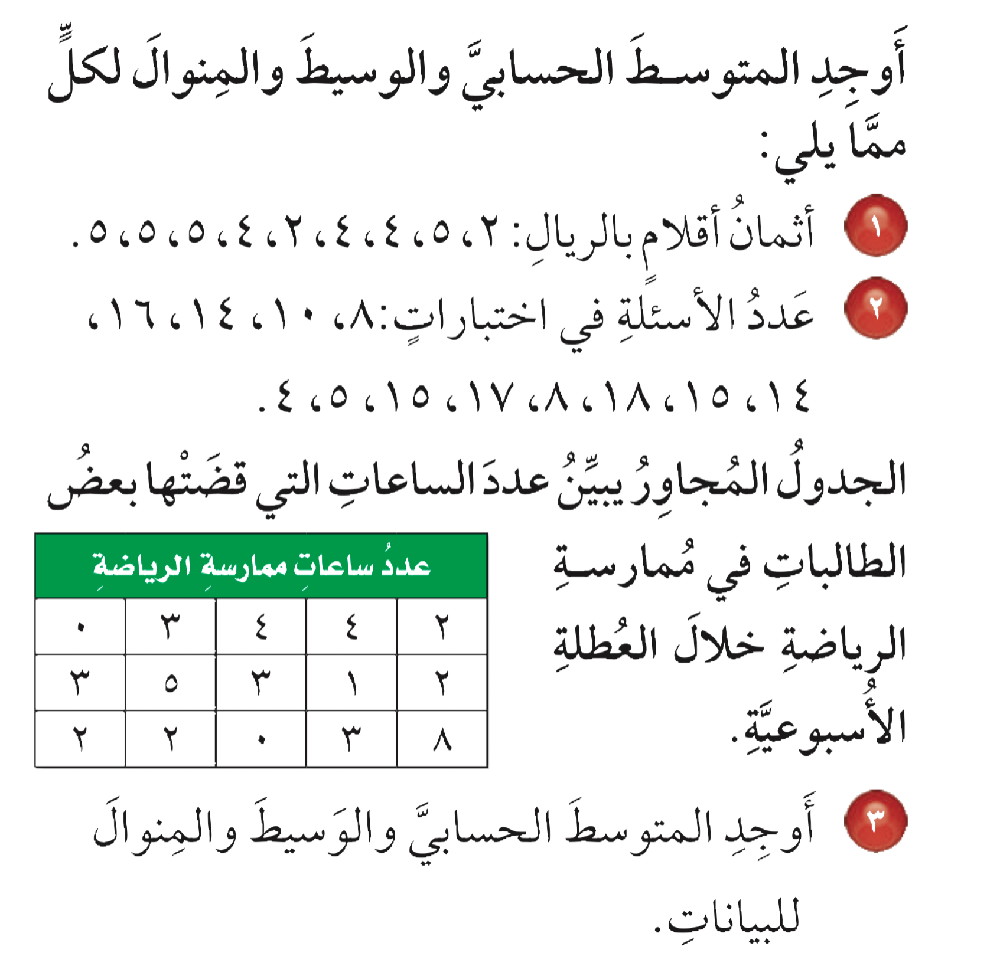 أَوجِدِ المتوسطَ الحسابيَّ والوسيطَ والمِنوالَ لكلٍّ
ممَّا يلي:
١ أثمانُ أقلامٍ بالريالِ: ٢، ٥، ٤، ٤، ٢، ٤، ٥، ٥، ٥.
٢ عَددُ الأسئلةِ في اختباراتٍ: ٨، ١٠، ١٤، ١٦،
١٤، ١٥، ١٨، ٨، ١٧، ١٥، ٥، ٤.
الجدولُ المُجاوِرُ يبيِّنُ عددَ الساعاتِ التي قضَتْها بعضُ
الطالباتِ في مُمارسةِ
الرياضةِ خلالَ العُطلةِ
الأُسبوعيَّةِ.
عددُ ساعاتِ ممارسةِ الرياضةِ
٢ ٤ ٤ ٣ ٠
٢ ١ ٣ ٥ ٣
٨ ٣ ٠ ٢ ٢
٣ أَوجِدِ المتوسطَ الحسابيَّ والوَسيطَ والمِنوالَ
للبياناتِ.